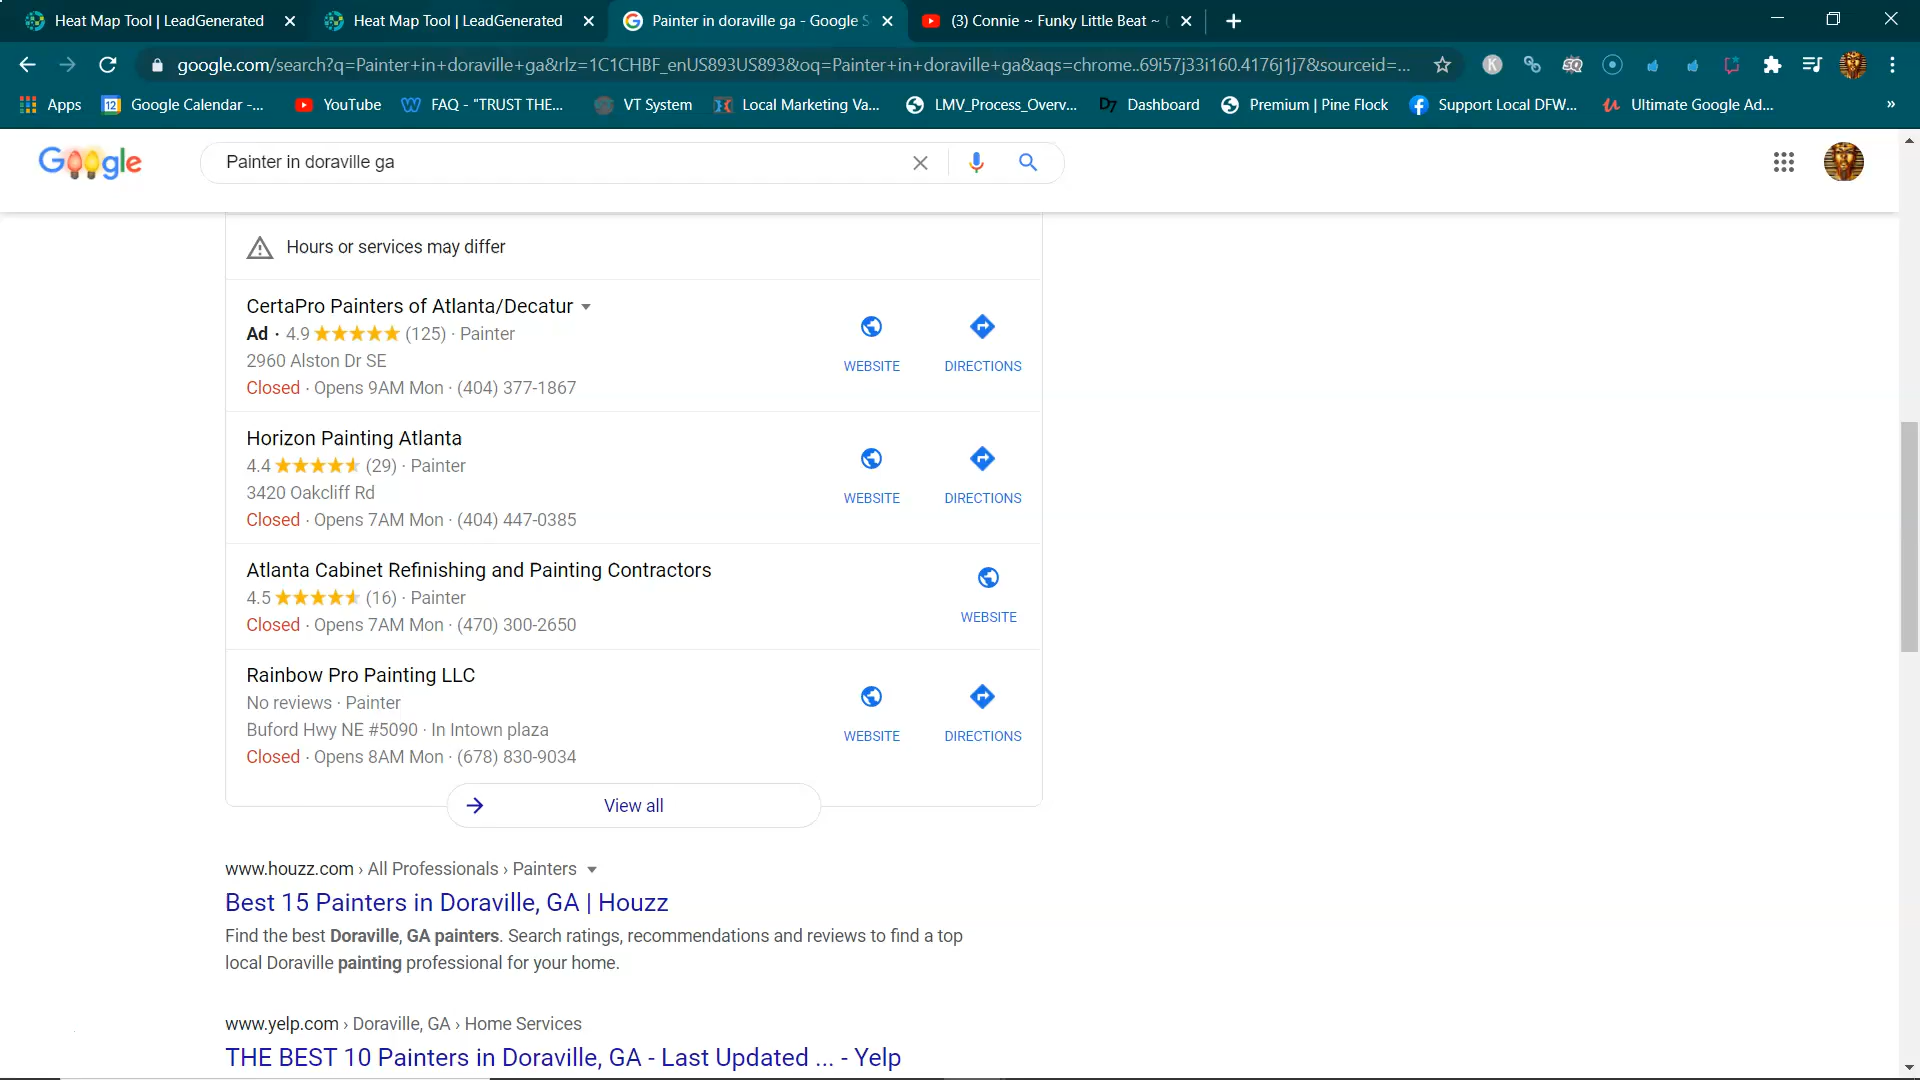 Heat Map Tool | LeadGenerated
Heat Map Tool | LeadGenerated
Painter in doraville ga - Google S
(3) Connie ~ Funky Little Beat ~ (
google.com/search?q=Painter+in+doraville+ga&rlz=1C1CHBF_enUS893US893&oq=Painter+in+doraville+ga&aqs=chrome..69i57j33i160.4176j1j7&sourceid=...
Apps
12
Google Calendar -...
YouTube
FAQ - "TRUST THE...
VT System
Local Marketing Va...
LMV_Process_Overv...
D7
Dashboard
Premium | Pine Flock
Support Local DFW...
Ultimate Google Ad...
»
Google
Painter in doraville ga
Hours or services may differ
CertaPro Painters of Atlanta/Decatur
Ad · 4.9 (125) · Painter
2960 Alston Dr SE
Closed · Opens 9AM Mon · (404) 377-1867
WEBSITE
DIRECTIONS
Horizon Painting Atlanta
4.4 (29) · Painter
3420 Oakcliff Rd
Closed · Opens 7AM Mon · (404) 447-0385
WEBSITE
DIRECTIONS
Atlanta Cabinet Refinishing and Painting Contractors
4.5 (16) · Painter
Closed · Opens 7AM Mon · (470) 300-2650
WEBSITE
Rainbow Pro Painting LLC
No reviews · Painter
Buford Hwy NE #5090 · In Intown plaza
Closed · Opens 8AM Mon · (678) 830-9034
WEBSITE
DIRECTIONS
View all
www.houzz.com › All Professionals › Painters
Best 15 Painters in Doraville, GA | Houzz
Find the best Doraville, GA painters. Search ratings, recommendations and reviews to find a top
local Doraville painting professional for your home.
www.yelp.com › Doraville, GA › Home Services
THE BEST 10 Painters in Doraville, GA - Last Updated ... - Yelp